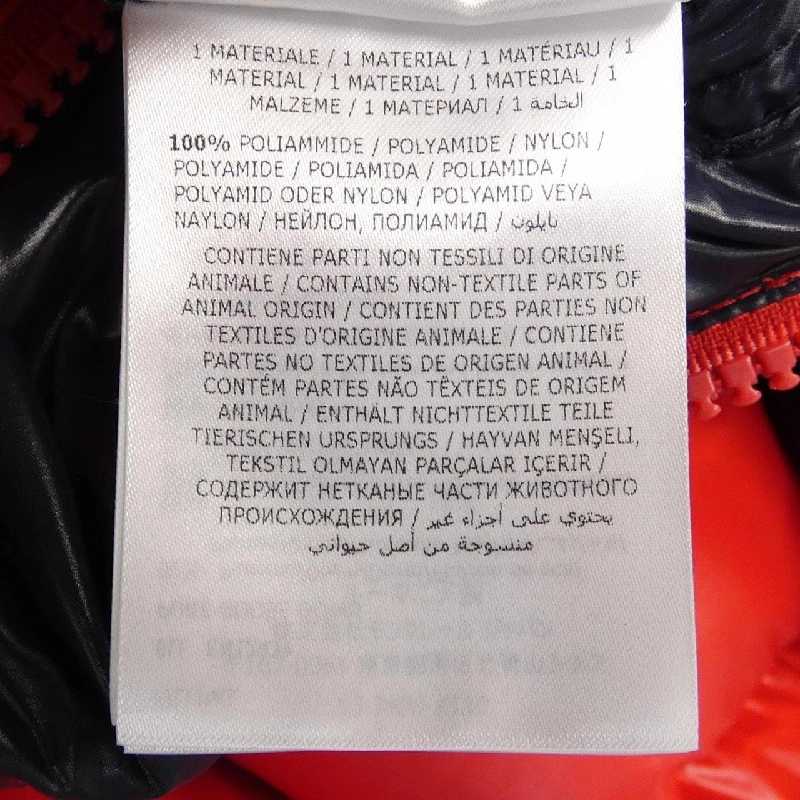 1 MATERIALE / 1 MATERIAL / 1 MATÉRIAU / 1
MATERIAL / 1 MATERIAL / 1 MATERIAL / 1
MALZEME / 1 МАТЕРИАЛ / 1 الخامة
100% POLIAMMIDE / POLYAMIDE / NYLON /
POLYAMIDE / POLIAMIDA / POLIAMIDA /
POLYAMID ODER NYLON / POLYAMID VEYA
NAYLON / НЕЙЛОН, ПОЛИАМИД / نايلون
CONTIENE PARTI NON TESSILI DI ORIGINE
ANIMALE / CONTAINS NON-TEXTILE PARTS OF
ANIMAL ORIGIN / CONTIENT DES PARTIES NON
TEXTILES D'ORIGINE ANIMALE / CONTIENE
PARTES NO TEXTILES DE ORIGEN ANIMAL /
CONTÉM PARTES NÃO TÊXTEIS DE ORIGEM
ANIMAL / ENTHÄLT NICHTTEXTILE TEILE
TIERISCHEN URSPRUNGS / HAYVAN MENŞELI,
TEKSTIL OLMAYAN PARÇALAR IÇERIR /
СОДЕРЖИТ НЕТКАНЫЕ ЧАСТИ ЖИВОТНОГО
ПРОИСХОЖДЕНИЯ / يحتوي على أجزاء غير
منسوجة من أصل حيواني